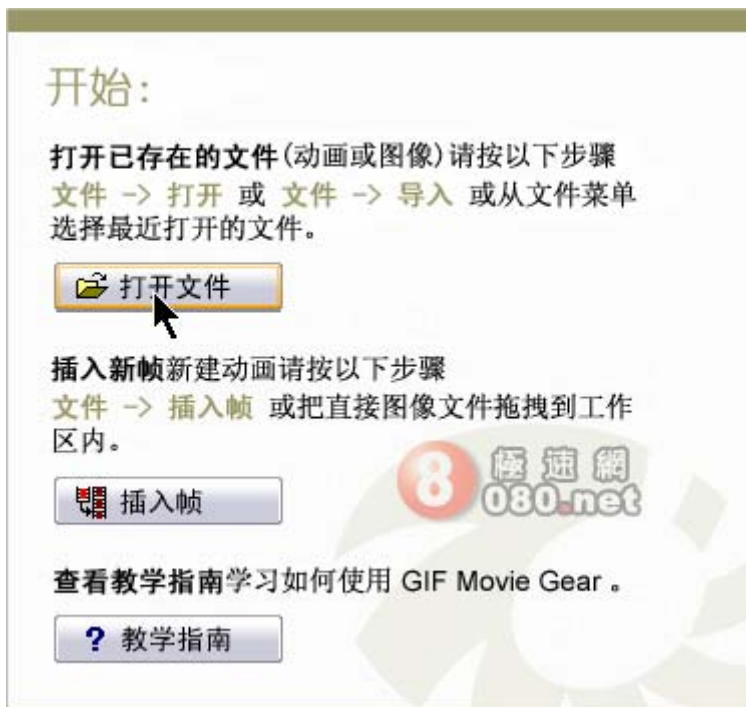 开始:
打开已存在的文件(动画或图像)请按以下步骤
文件 -> 打开 或 文件 -> 导入 或从文件菜单
选择最近打开的文件。
打开文件
插入新帧新建动画请按以下步骤
文件 -> 插入帧 或把直接图像文件拖拽到工作
区内。
8 極速網
080.net
插入帧
查看教学指南学习如何使用 GIF Movie Gear 。
? 教学指南